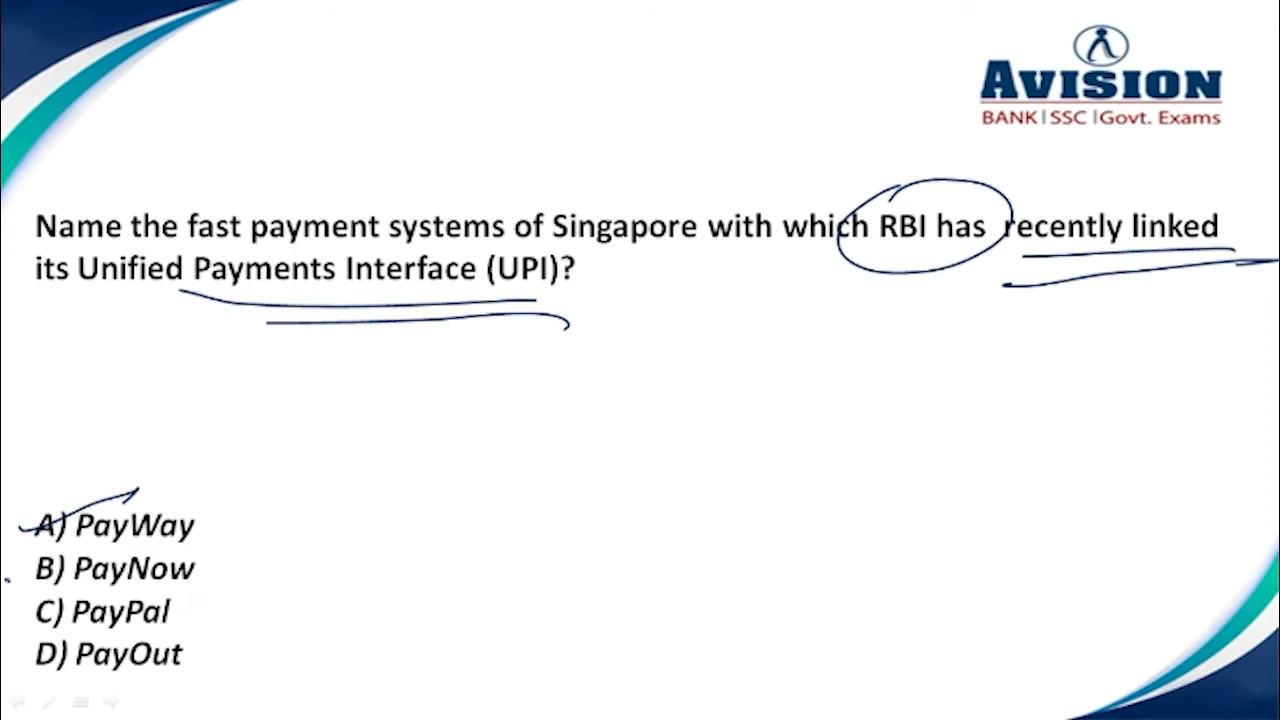 AVISION
BANK | SSC | Govt. Exams
Name the fast payment systems of Singapore with which RBI has recently linked
its Unified Payments Interface (UPI)?
A) PayWay
B) PayNow
C) PayPal
D) PayOut